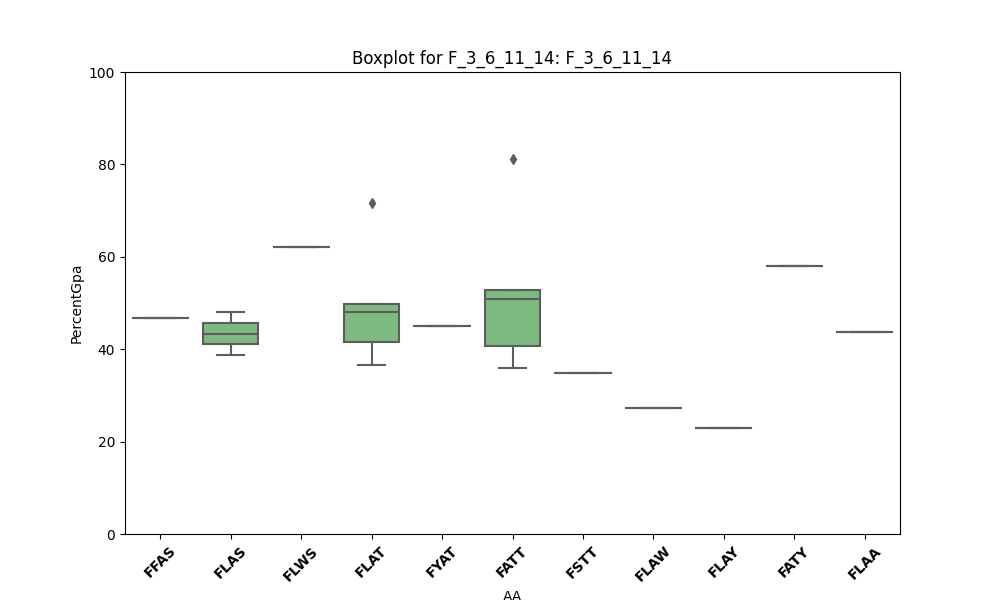 Boxplot for F_3_6_11_14: F_3_6_11_14
100
80
60
40
20
0
PercentGpa
FFAS
FLAS
FLWS
FLAT
FYAT
FATT
FSTT
FLAW
FLAY
FATY
FLAA
AA